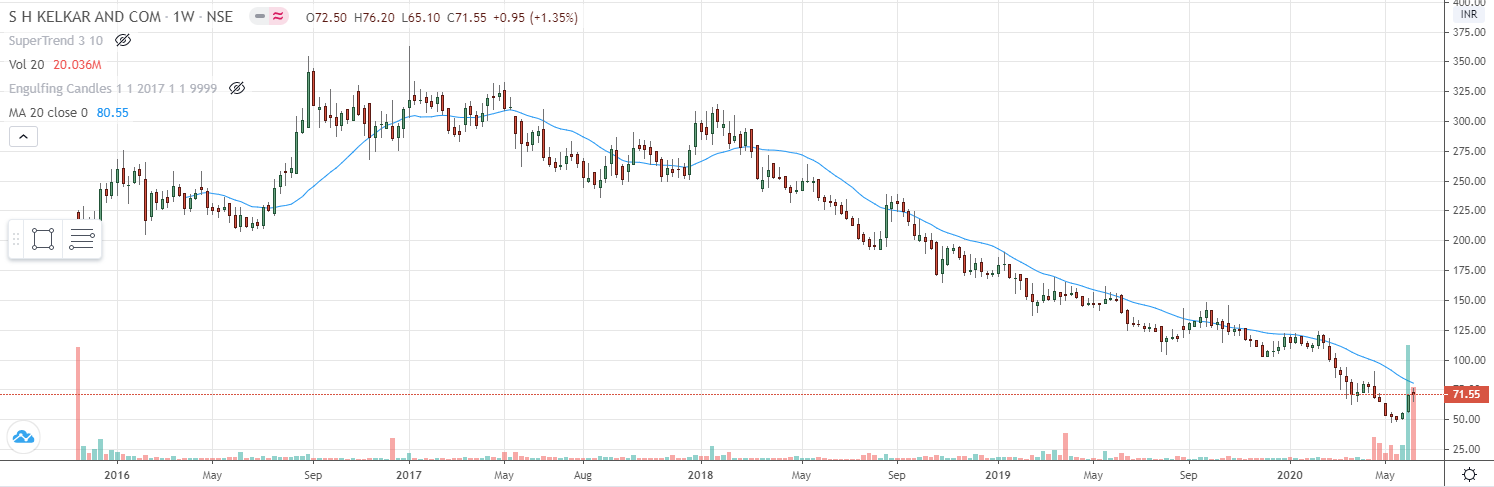 S H KELKAR AND COM · 1W · NSE O72.50 H76.20 L65.10 C71.55 +0.95 (+1.35%)
SuperTrend 3 10
Vol 20 20.036M
Engulfing Candles 1 1 2017 1 1 9999
MA 20 close 0 80.55
400.00
INR
375.00
350.00
325.00
300.00
275.00
250.00
225.00
200.00
175.00
150.00
125.00
100.00
71.55
50.00
25.00
2016 May Sep 2017 May Aug 2018 May Sep 2019 May Sep 2020 May